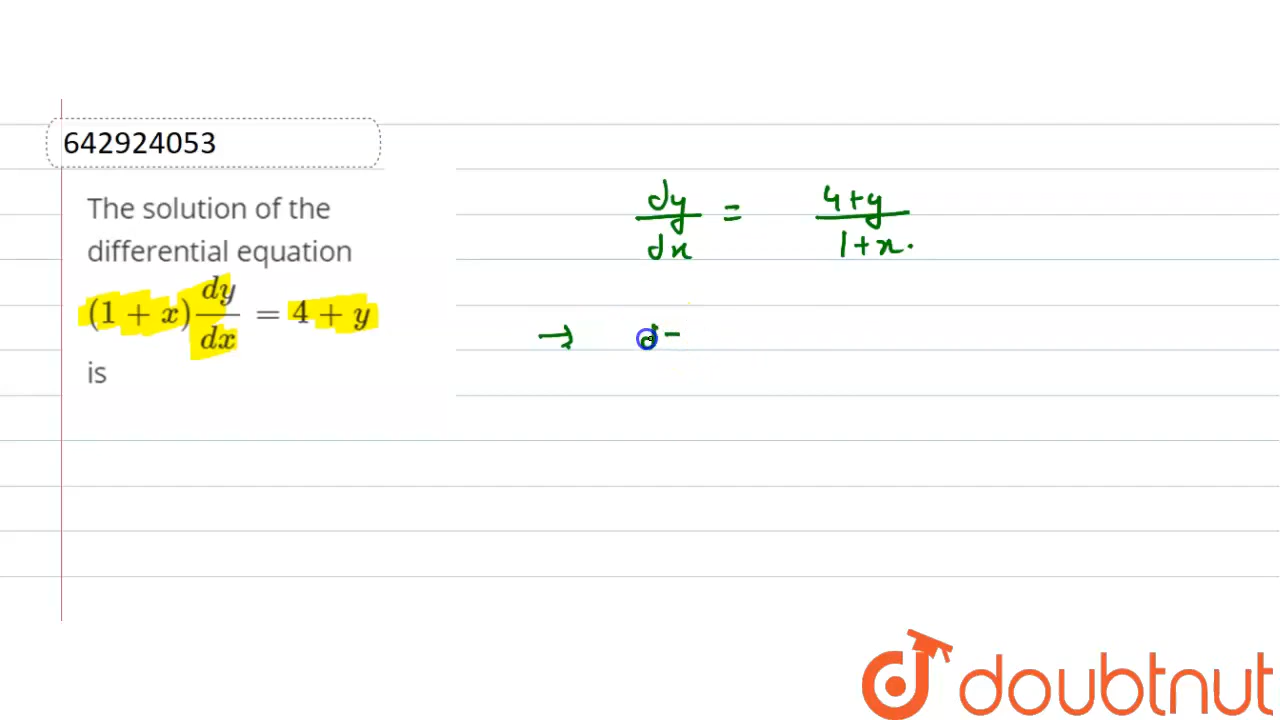 642924053
The solution of the
differential equation
(1 + x) dy/dx = 4 + y
is
dy/dx = 4+y/1+x.
→ d
doubtnut